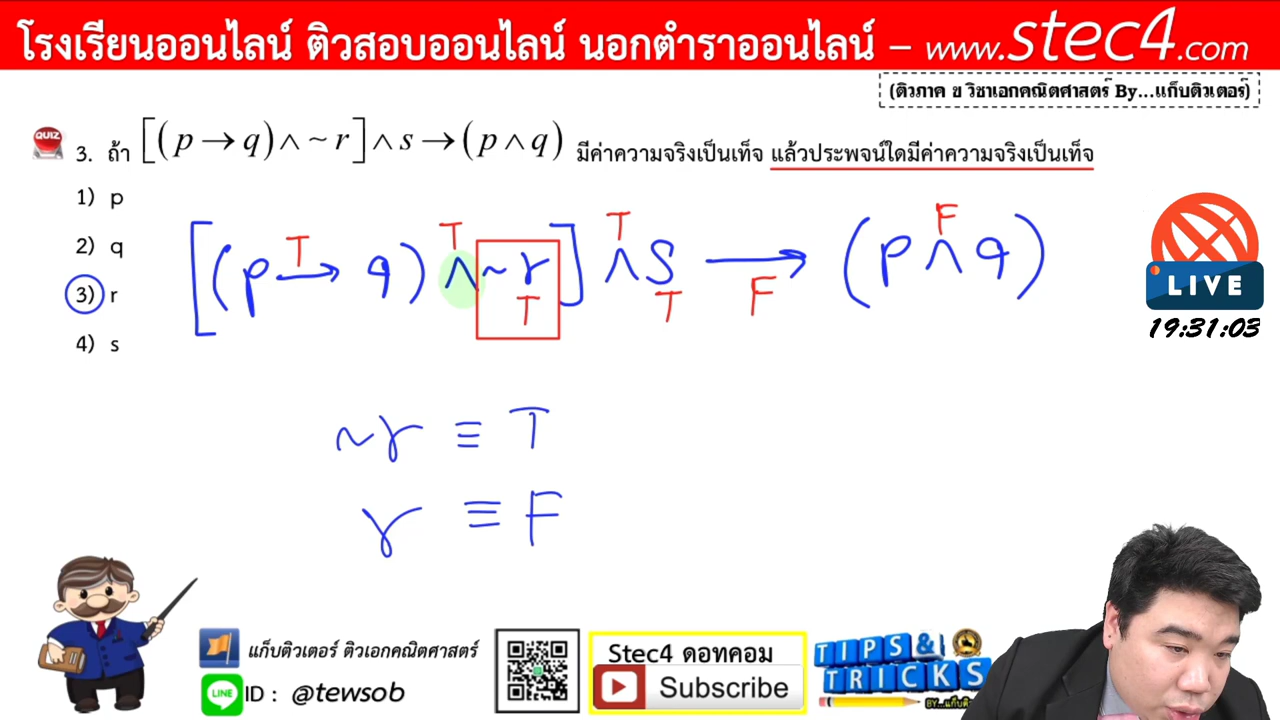 โรงเรียนออนไลน์ ติวสอบออนไลน์ นอกตำราออนไลน์ – www.stec4.com
(ติวภาค ข วิชาเอกคณิตศาสตร์ By...แก็บติวเตอร์)
QUIZ
3. ถ้า [(p → q) ∧ ~ r] ∧ s → (p ∧ q) มีค่าความจริงเป็นเท็จ แล้วประพจน์ใดมีค่าความจริงเป็นเท็จ
1) p
2) q
3) r
4) s
T T T F
[(p → q) ∧ ~r] ∧ s → (p ∧ q)
T T F
~r ≡ T
r ≡ F
LIVE
19:31:03
แก็บติวเตอร์ ติวเอกคณิตศาสตร์
LINE ID : @tewsob
Stec4 ดอทคอม
Subscribe
TIPS &
TRICKS